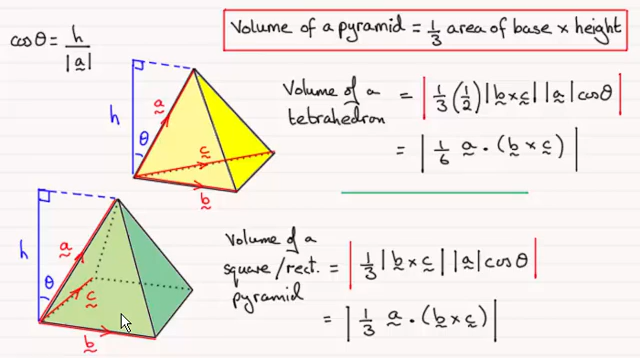 Volume of a pyramid = 1/3 area of base × height
cosθ = h/|a|
h
θ
a
c
b
Volume of a tetrahedron = |1/3 (1/2) |b × c| |a| cosθ|
= |1/6 a · (b × c)|
h
θ
a
c
b
Volume of a square/rect. pyramid = |1/3 |b × c| |a| cosθ|
= |1/3 a · (b × c)|